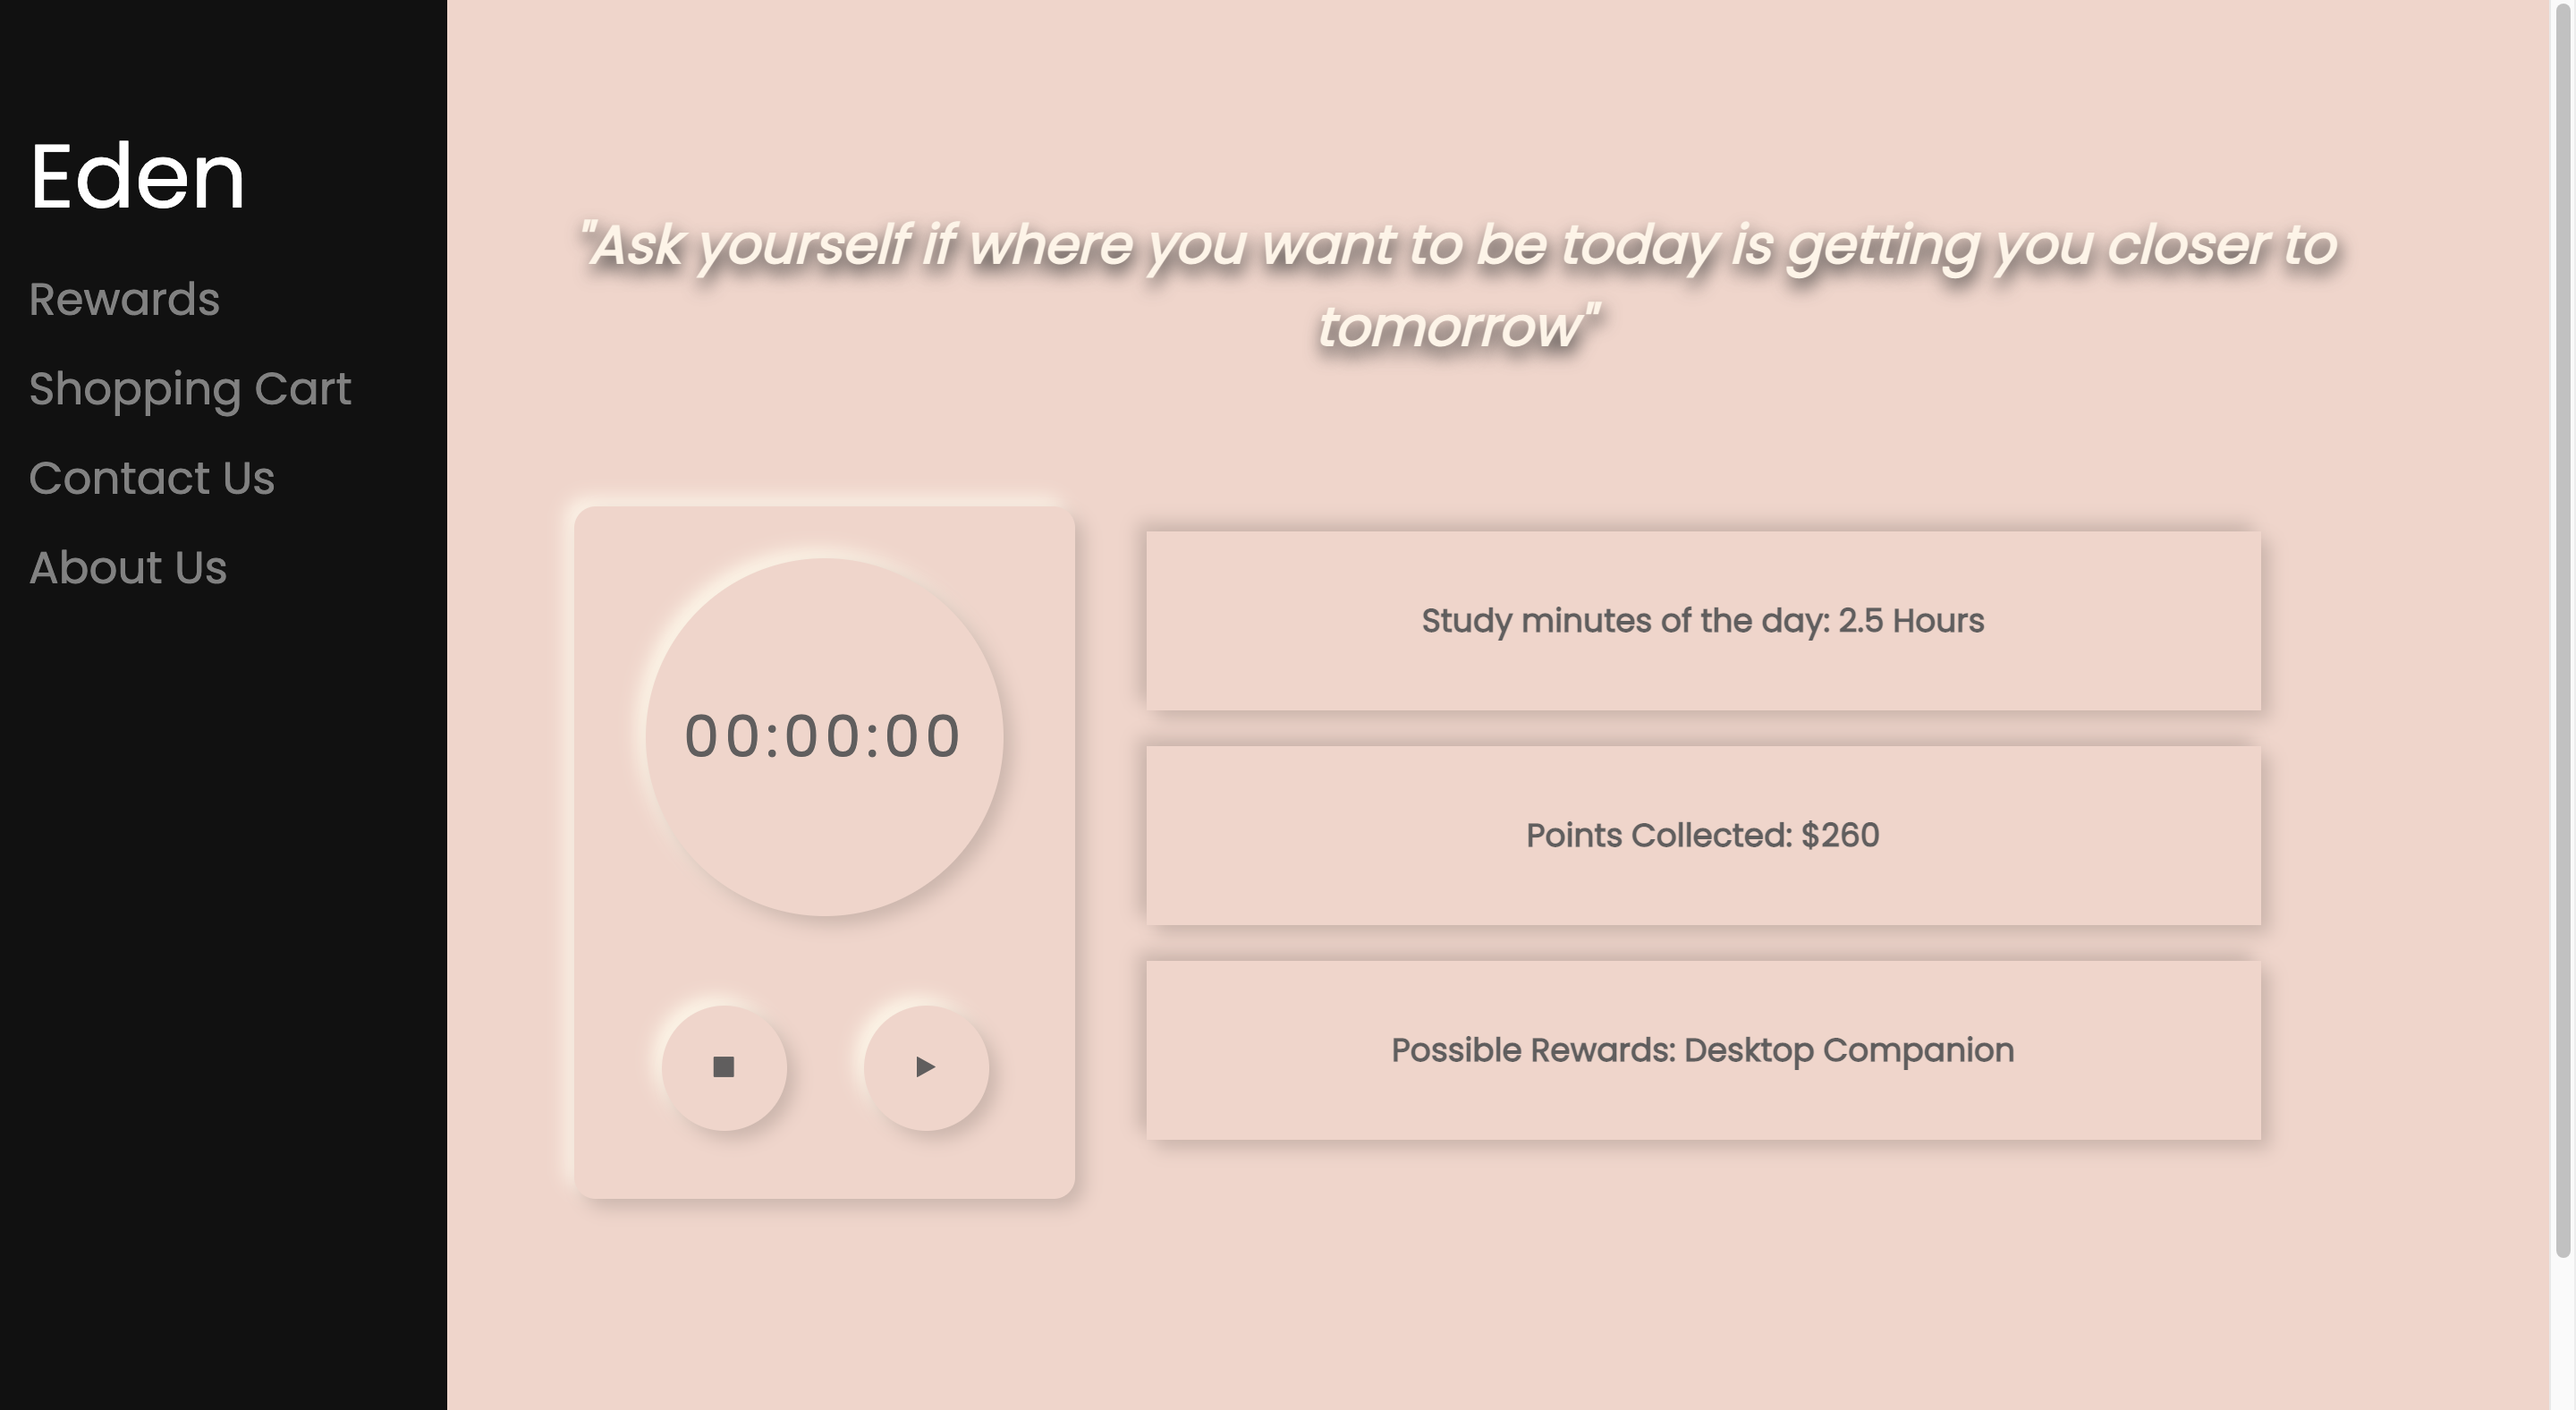 Eden
Rewards
Shopping Cart
Contact Us
About Us
"Ask yourself if where you want to be today is getting you closer to
tomorrow"
00:00:00
Study minutes of the day: 2.5 Hours
Points Collected: $260
Possible Rewards: Desktop Companion